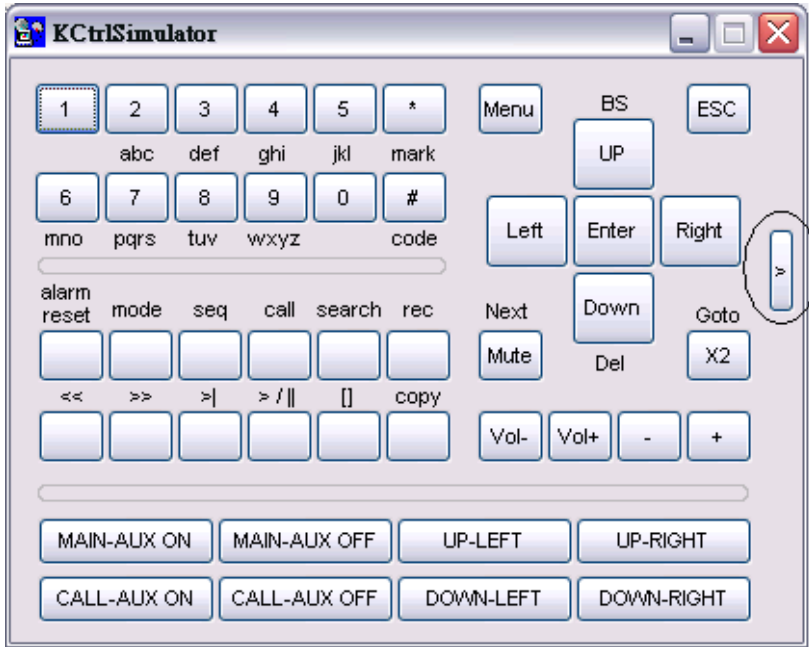 KCtrlSimulator
1 2 3 4 5 *
abc def ghi jkl mark
6 7 8 9 0 #
mno pqrs tuv wxyz code
Menu BS ESC
UP
Left Enter Right
>
Down
Next Goto
Mute X2
Del
alarm
reset mode seq call search rec
<< >> >| > / || [] copy
Vol- Vol+ - +
MAIN-AUX ON MAIN-AUX OFF UP-LEFT UP-RIGHT
CALL-AUX ON CALL-AUX OFF DOWN-LEFT DOWN-RIGHT